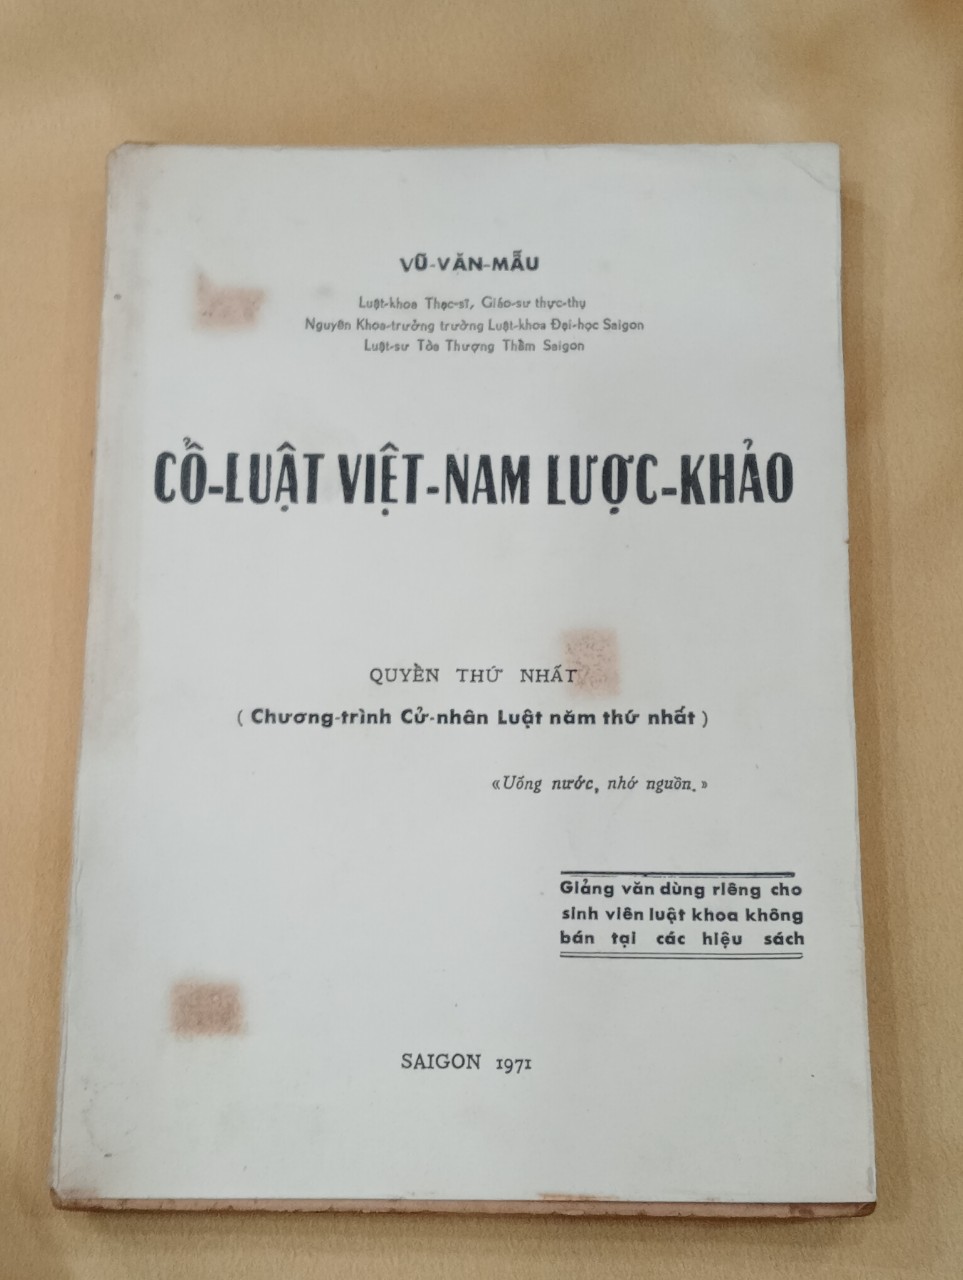 VŨ-VĂN-MẪU
Luật-khoa Thạc-sĩ, Giáo-sư thực-thụ
Nguyên Khoa-trưởng trường Luật-khoa Đại-học Saigon
Luật-sư Tòa Thượng Thẩm Saigon
CỔ-LUẬT VIỆT-NAM LƯỢC-KHẢO
QUYỂN THỨ NHẤT
( Chương-trình Cử-nhân Luật năm thứ nhất )
«Uống nước, nhớ nguồn.»
Giảng văn dùng riêng cho
sinh viên luật khoa không
bán tại các hiệu sách
SAIGON 1971